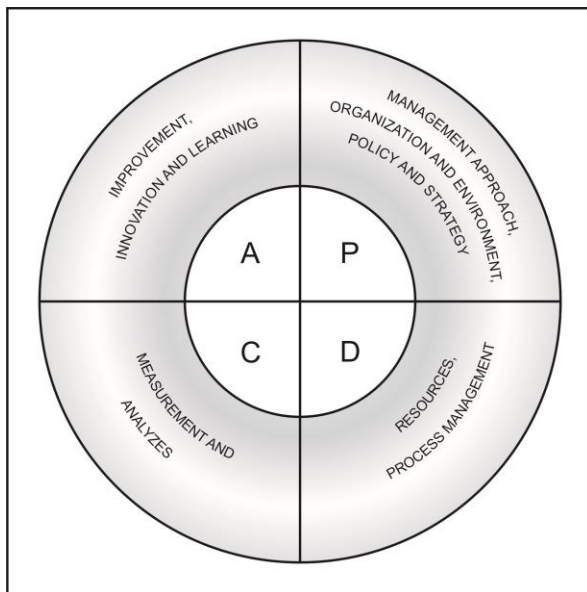 IMPROVEMENT,
INNOVATION AND LEARNING
MANAGEMENT APPROACH,
ORGANIZATION AND ENVIRONMENT,
POLICY AND STRATEGY
A
P
C
D
MEASUREMENT AND
ANALYZES
RESOURCES,
PROCESS MANAGEMENT